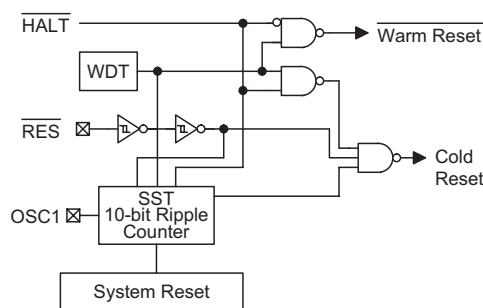 HALT
Warm Reset
WDT
RES
Cold
Reset
SST
10-bit Ripple
Counter
OSC1
System Reset